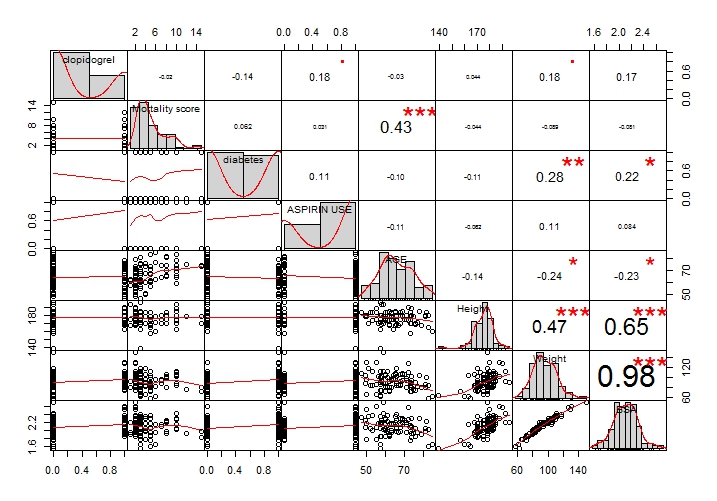 2 6 10 14 0.0 0.4 0.8 140 170 1.6 2.0 2.4
clopidogrel -0.02 -0.14 0.18 -0.03 0.044 0.18 0.17 0.0 0.6
14 8 2 Mortality score 0.062 0.031 0.43 *** -0.044 -0.059 -0.051
diabetes 0.11 -0.10 -0.11 0.28 ** 0.22 * 0.0 0.6
0.6 0.0 ASPIRIN USE -0.11 -0.052 0.11 0.084
AGE -0.14 -0.24 * -0.23 * 50 70
180 160 140 Height 0.47 *** 0.65 ***
Weight 0.98 *** 60 120
2.2 1.6 BSA
0.0 0.4 0.8 0.0 0.4 0.8 50 70 60 100 140